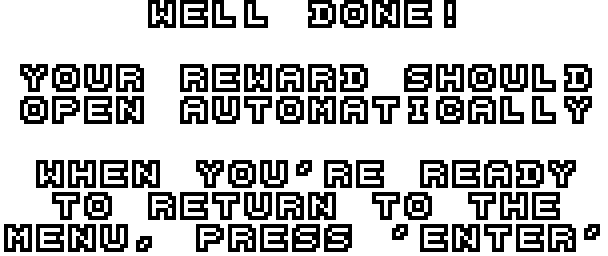 WELL DONE!
YOUR REWARD SHOULD
OPEN AUTOMATICALLY
WHEN YOU'RE READY
TO RETURN TO THE
MENU, PRESS 'ENTER'